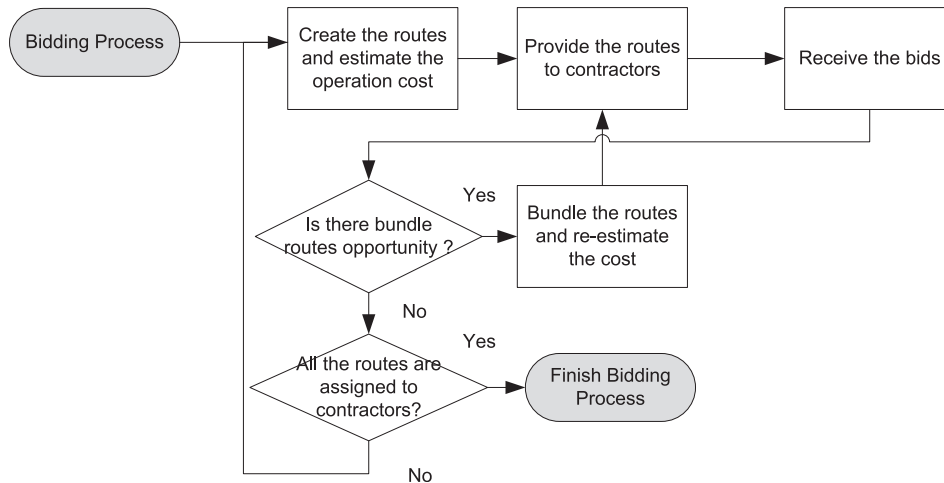 Bidding Process
Create the routes
and estimate the
operation cost
Provide the routes
to contractors
Receive the bids
Is there bundle
routes opportunity ?
Yes
Bundle the routes
and re-estimate
the cost
No
All the routes are
assigned to
contractors?
Yes
Finish Bidding
Process
No